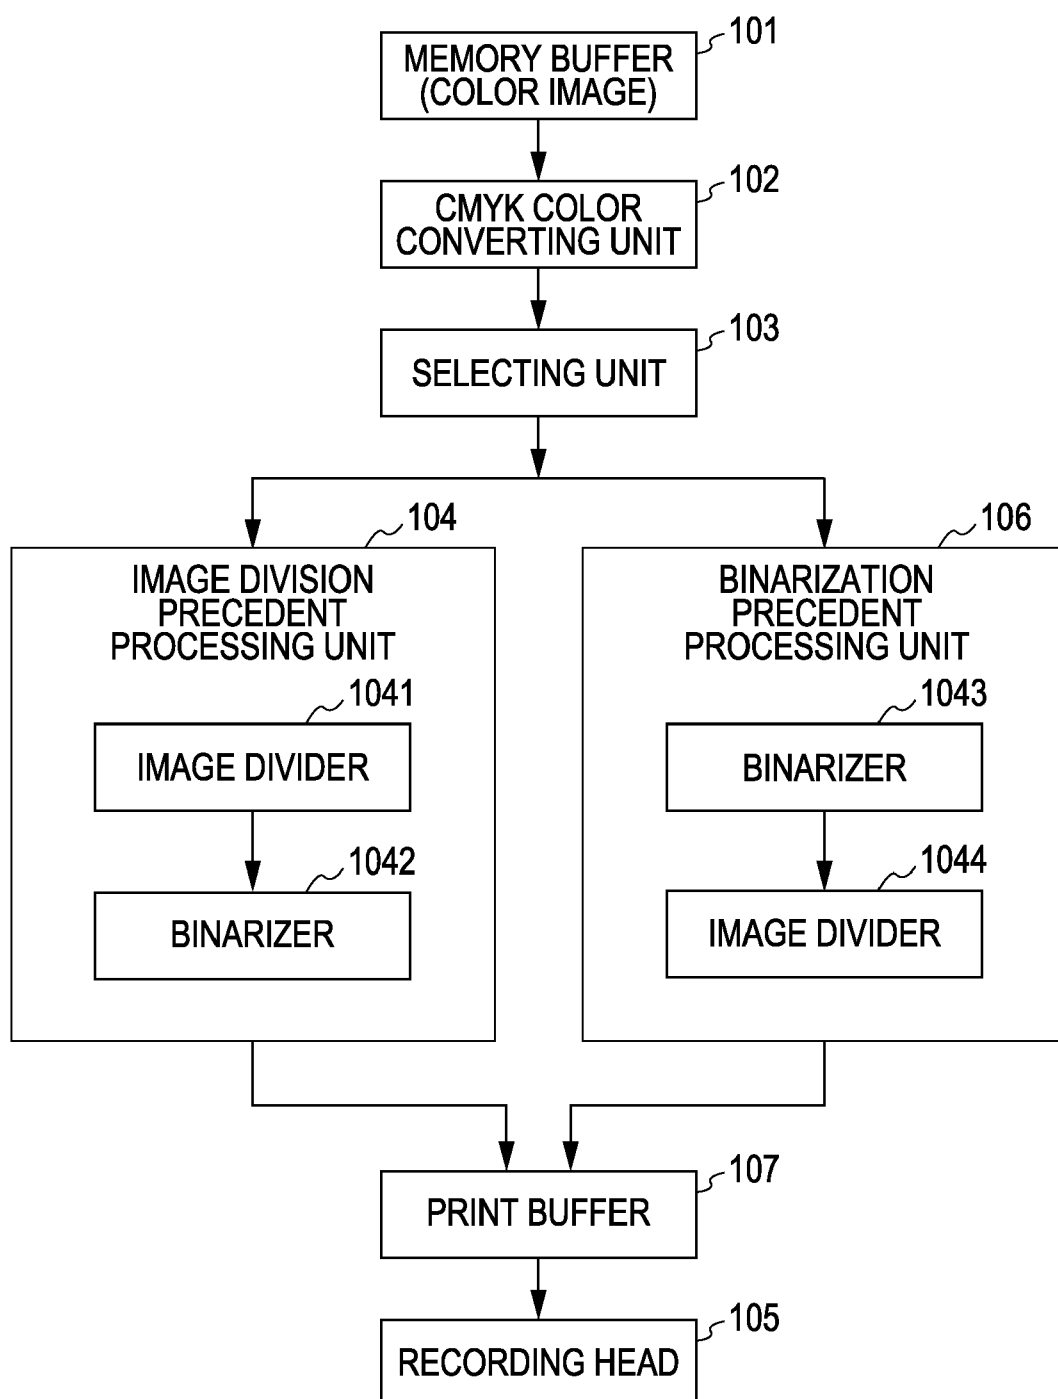 101
MEMORY BUFFER
(COLOR IMAGE)
102
CMYK COLOR
CONVERTING UNIT
103
SELECTING UNIT
104
IMAGE DIVISION
PRECEDENT
PROCESSING UNIT
1041
IMAGE DIVIDER
1042
BINARIZER
106
BINARIZATION
PRECEDENT
PROCESSING UNIT
1043
BINARIZER
1044
IMAGE DIVIDER
107
PRINT BUFFER
105
RECORDING HEAD